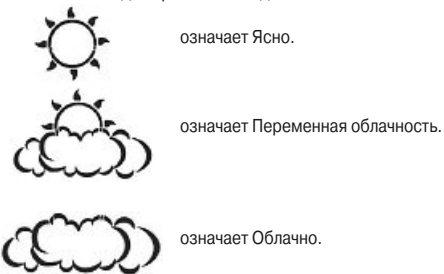 означает Ясно.
означает Переменная облачность.
означает Облачно.